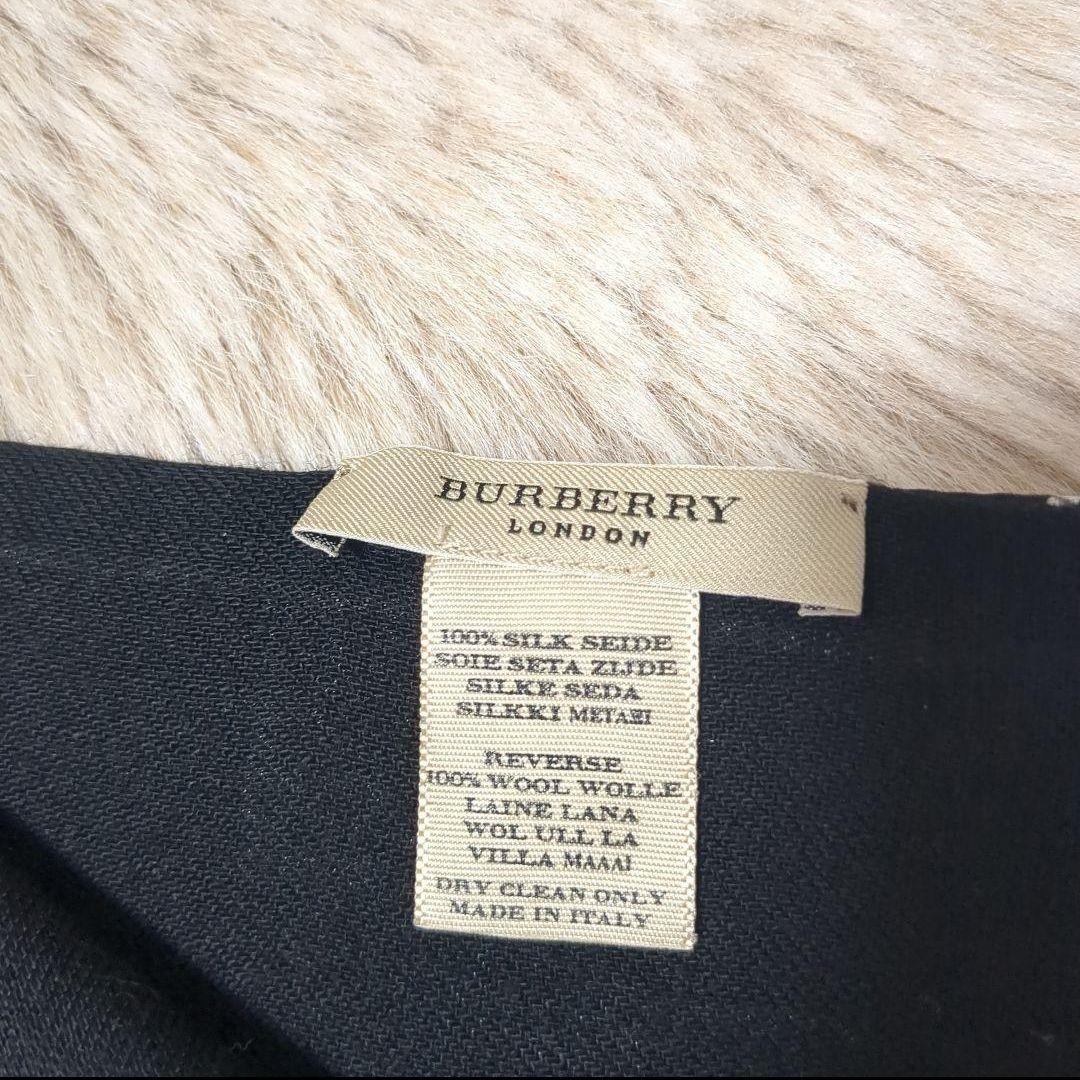 BURBERRY
LONDON
100% SILK SEIDE
SOIE SETA ZIJDE
SILKE SEDA
SILKKI ΜΕΤΑΞΙ
REVERSE
100% WOOL WOLLE
LAINE LANA
WOL ULL LA
VILLA ΜΑΛΛΙ
DRY CLEAN ONLY
MADE IN ITALY